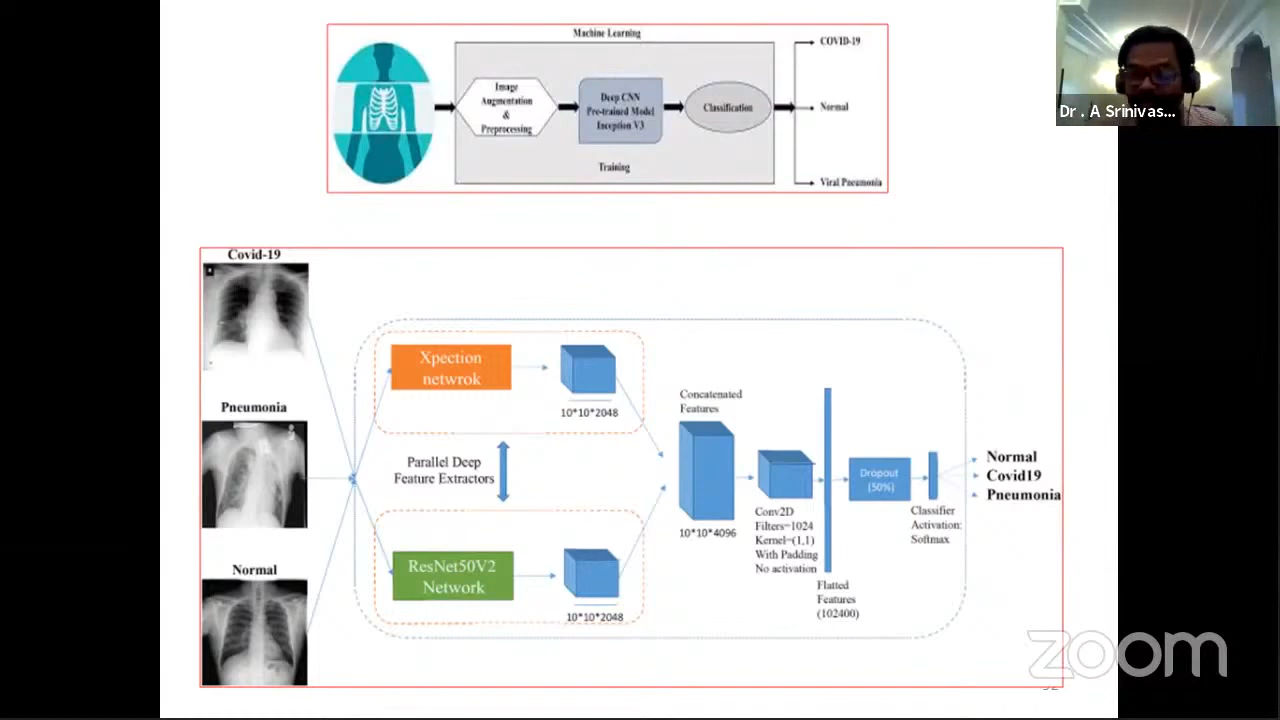 Machine Learning
Image
Augmentation
&
Preprocessing
Deep CNN
Pre-trained Model
Inception V3
Classification
Training
COVID-19
Normal
Viral Pneumonia
Dr . A Srinivas...
Covid-19
Pneumonia
Normal
Xpection
netwrok
10*10*2048
Parallel Deep
Feature Extractors
ResNet50V2
Network
10*10*2048
Concatenated
Features
10*10*4096
Conv2D
Filters=1024
Kernel=(1,1)
With Padding
No activation
Flatted
Features
(102400)
Dropout
(50%)
Classifier
Activation:
Softmax
Normal
Covid19
Pneumonia
zoom